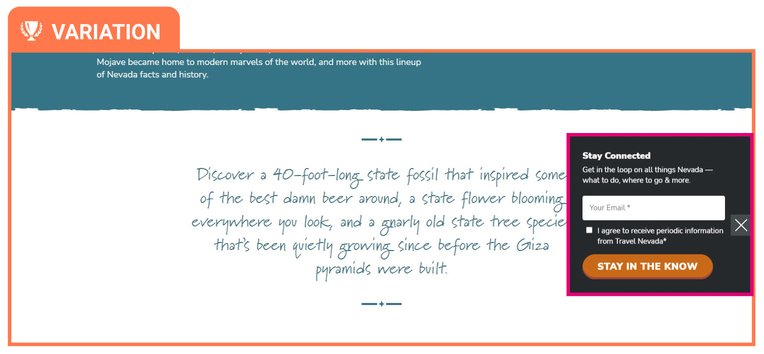 VARIATION
Mojave became home to modern marvels of the world, and more with this lineup
of Nevada facts and history.
Discover a 40-foot-long state fossil that inspired some
of the best damn beer around, a state flower blooming
everywhere you look, and a gnarly old state tree specie
that's been quietly growing since before the Giza
pyramids were built.
Stay Connected
Get in the loop on all things Nevada —
what to do, where to go & more.
Your Email *
I agree to receive periodic information
from Travel Nevada*
STAY IN THE KNOW